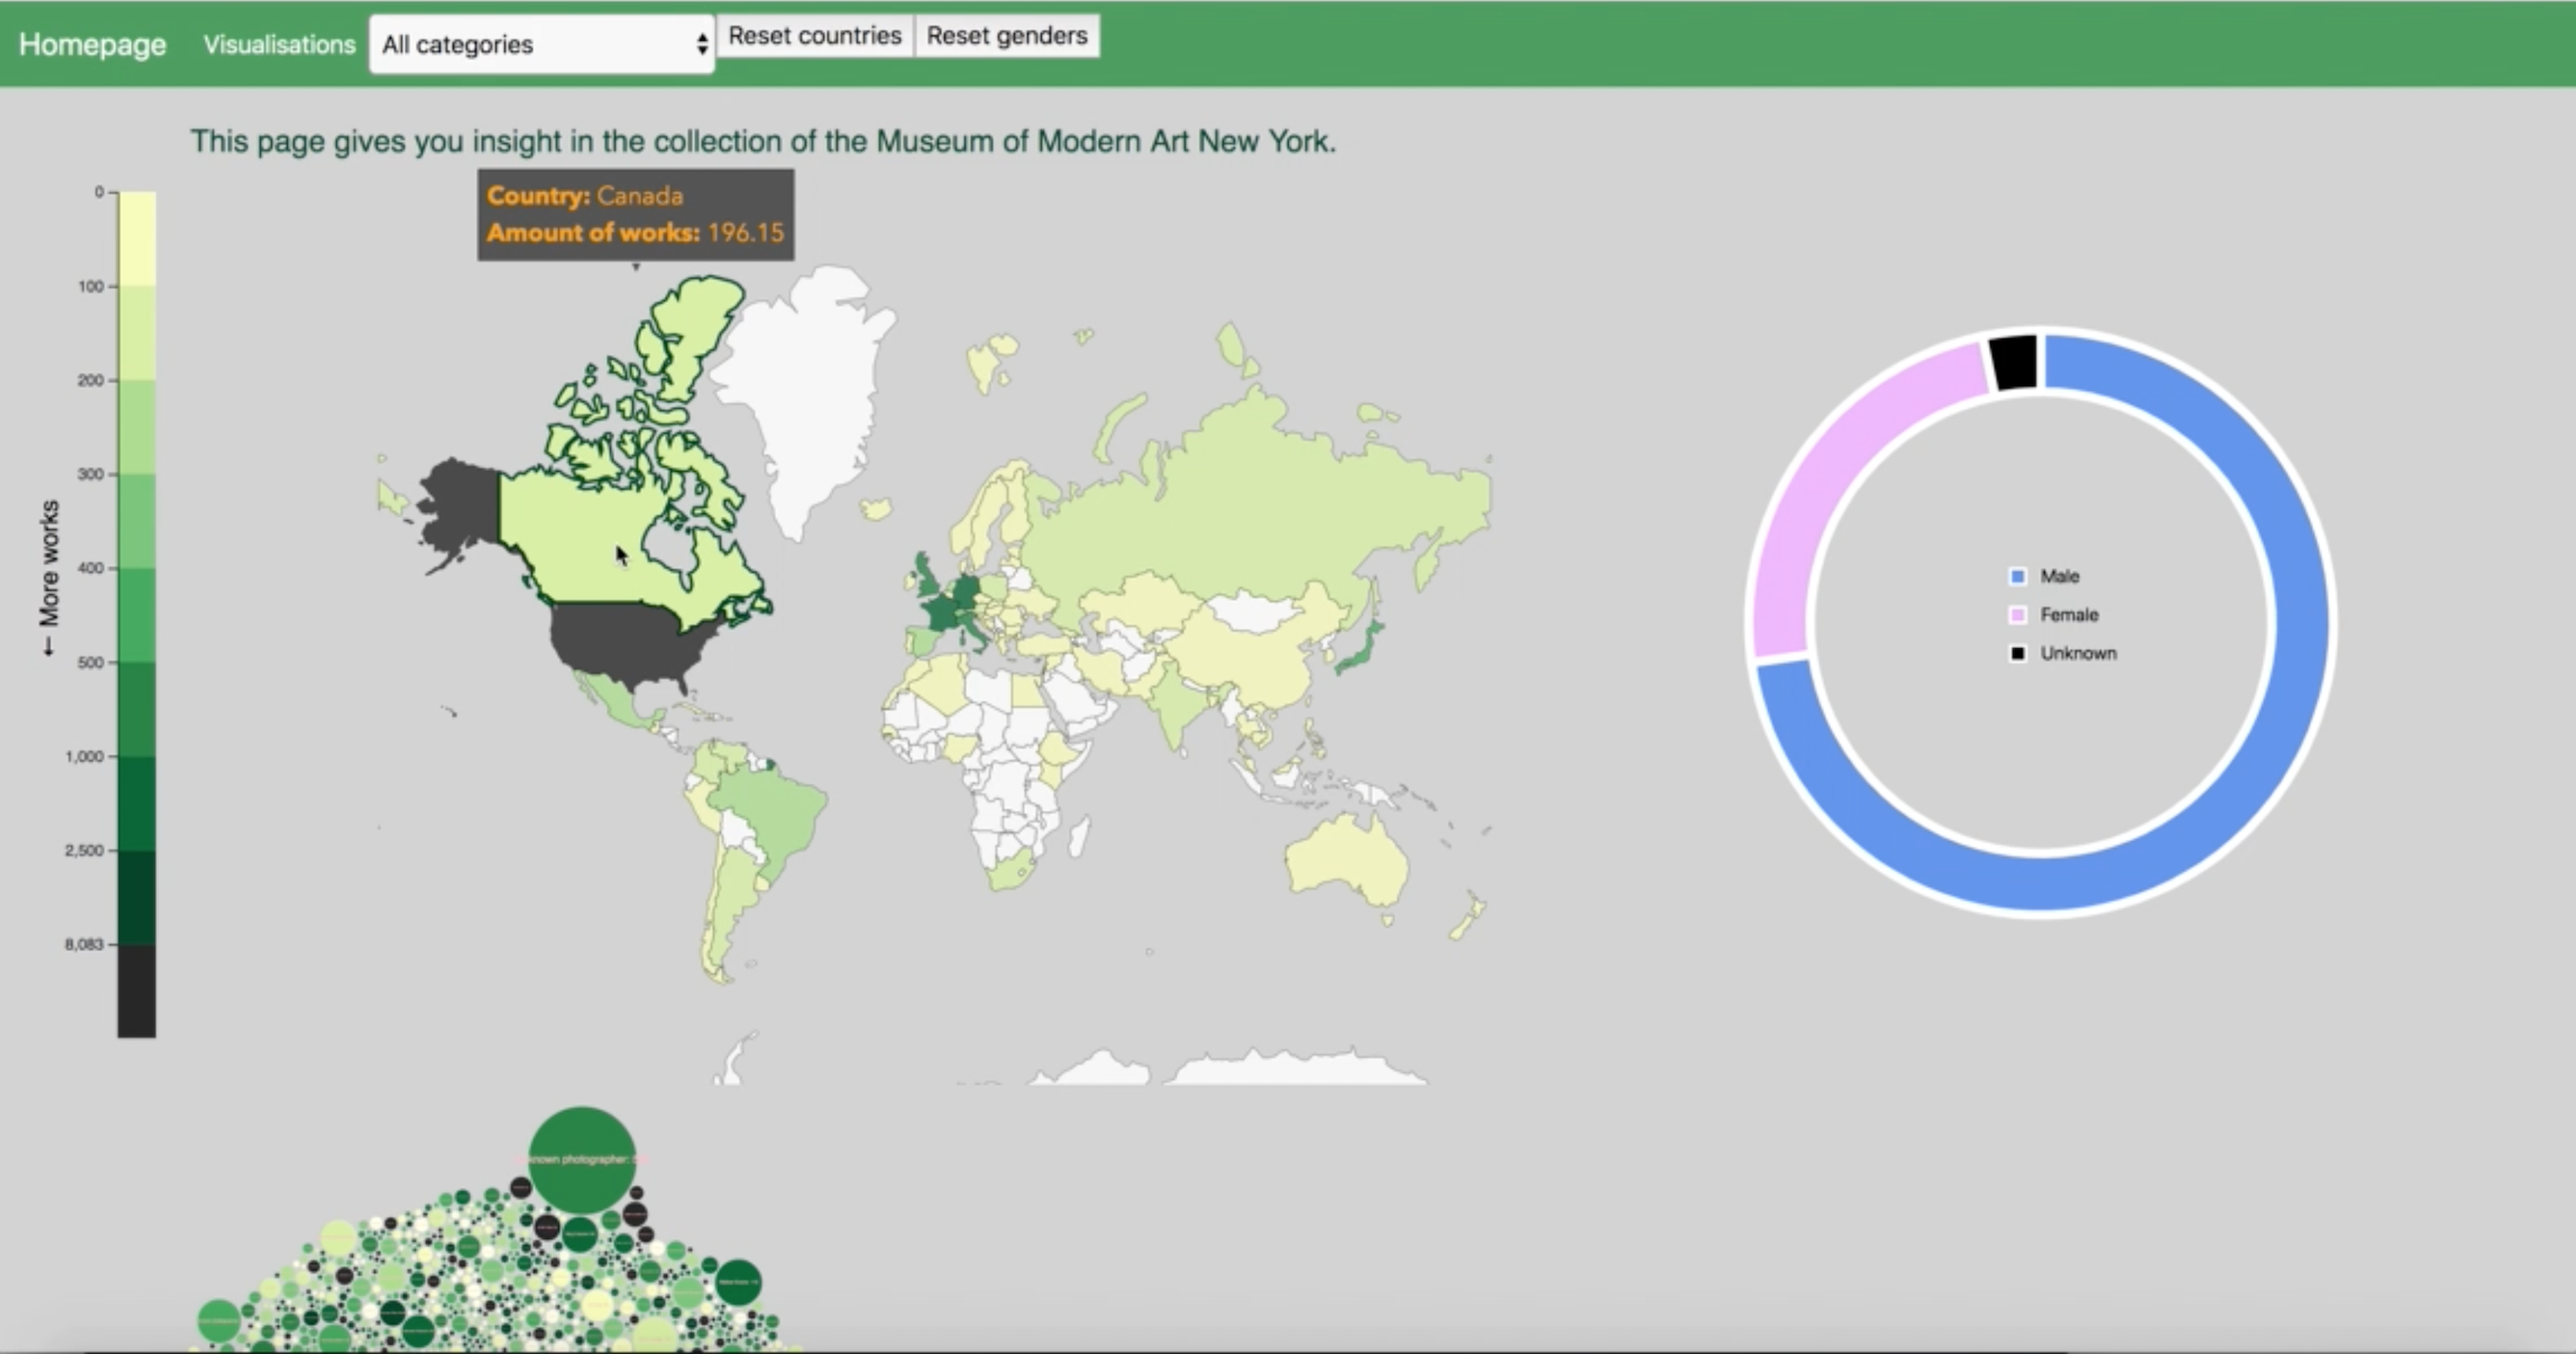 Homepage
Visualisations
All categories
Reset countries
Reset genders
This page gives you insight in the collection of the Museum of Modern Art New York.
Country: Canada
Amount of works: 196.15
0
100
200
300
400
500
1,000
2,500
8,083
← More works
Male
Female
Unknown
photographer: